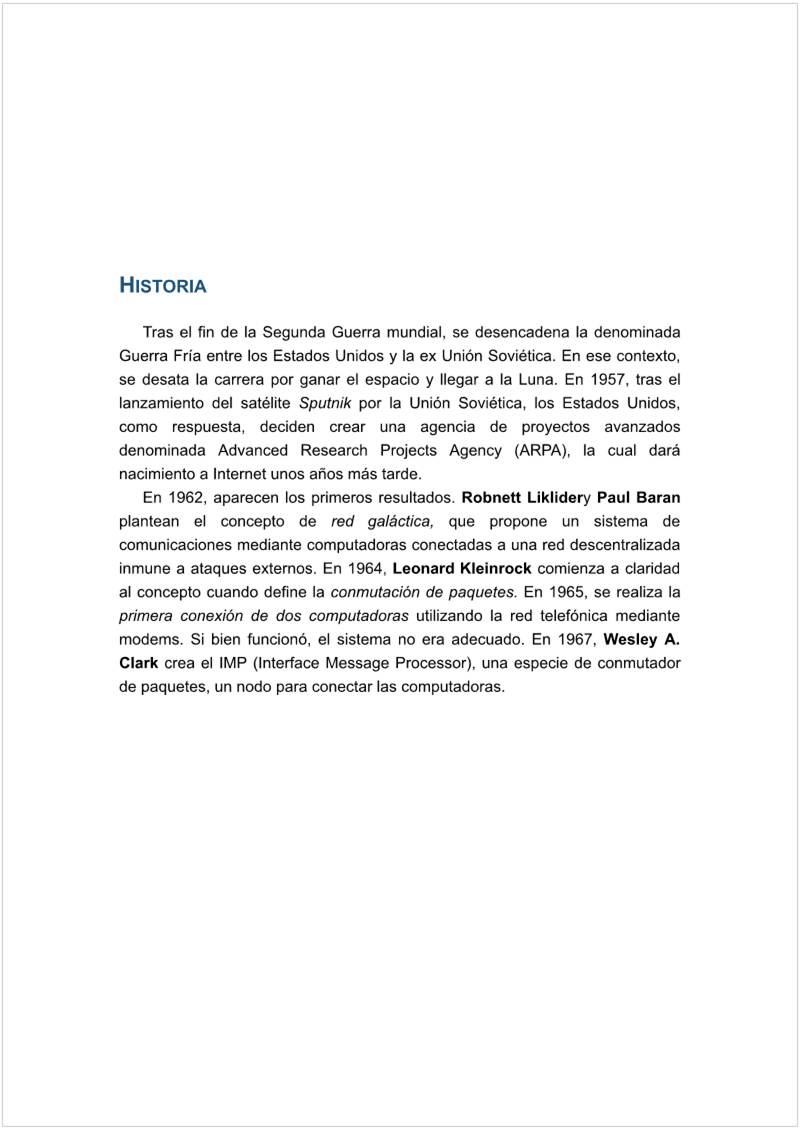 HISTORIA
Tras el fin de la Segunda Guerra mundial, se desencadena la denominada
Guerra Fría entre los Estados Unidos y la ex Unión Soviética. En ese contexto,
se desata la carrera por ganar el espacio y llegar a la Luna. En 1957, tras el
lanzamiento del satélite Sputnik por la Unión Soviética, los Estados Unidos,
como respuesta, deciden crear una agencia de proyectos avanzados
denominada Advanced Research Projects Agency (ARPA), la cual dará
nacimiento a Internet unos años más tarde.
En 1962, aparecen los primeros resultados. Robnett Likliдery Paul Baran
plantean el concepto de red galáctica, que propone un sistema de
comunicaciones mediante computadoras conectadas a una red descentralizada
inmune a ataques externos. En 1964, Leonard Kleinrock comienza a claridad
al concepto cuando define la conmutación de paquetes. En 1965, se realiza la
primera conexión de dos computadoras utilizando la red telefónica mediante
modems. Si bien funcionó, el sistema no era adecuado. En 1967, Wesley A.
Clark crea el IMP (Interface Message Processor), una especie de conmutador
de paquetes, un nodo para conectar las computadoras.